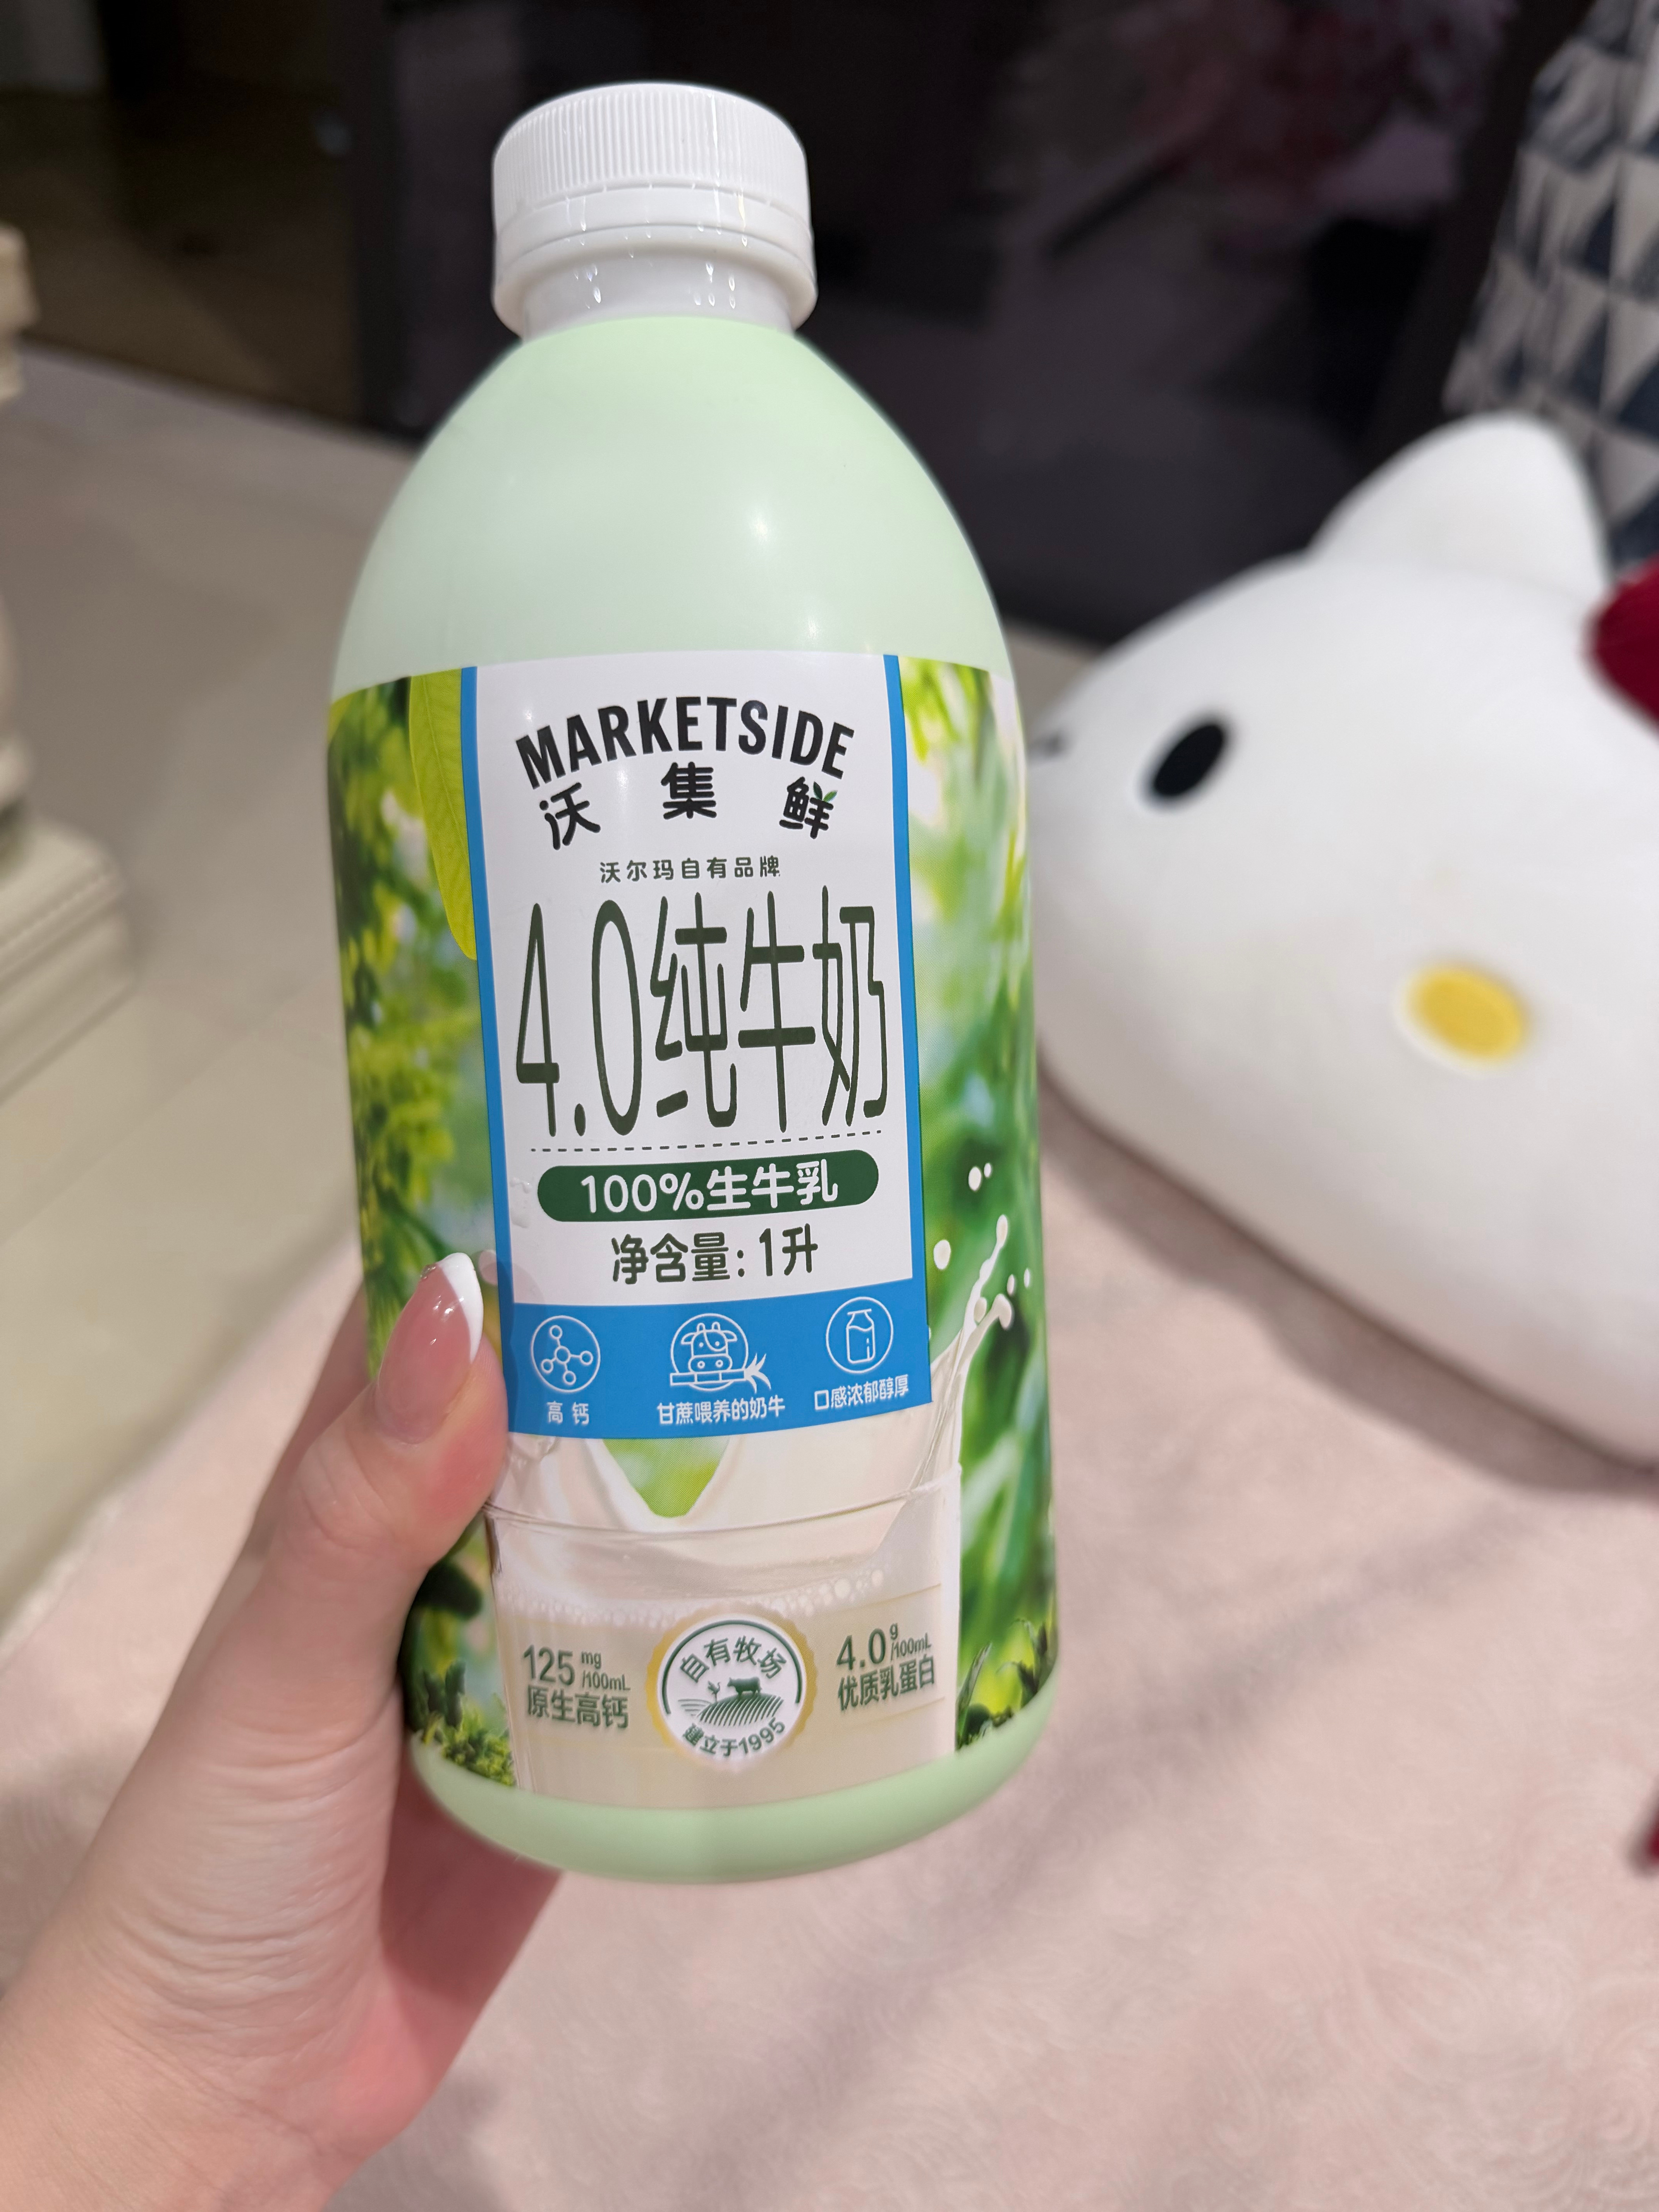 MARKETSIDE
沃集鲜
沃尔玛自有品牌
4.0纯牛奶
100%生牛乳
净含量：1升
高钙
甘蔗喂养的奶牛
口感浓郁醇厚
125mg/100mL
原生高钙
自有牧场
建立于1995
4.0g/100mL
优质乳蛋白